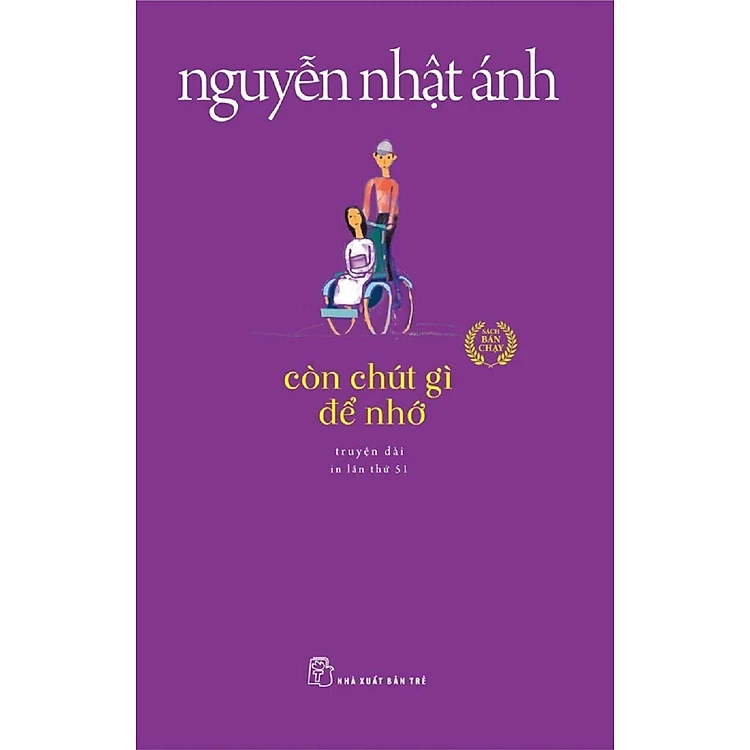 nguyễn nhật ánh
SÁCH
BÁN
CHẠY
còn chút gì
để nhớ
truyện dài
in lần thứ 51
NHÀ XUẤT BẢN TRẺ